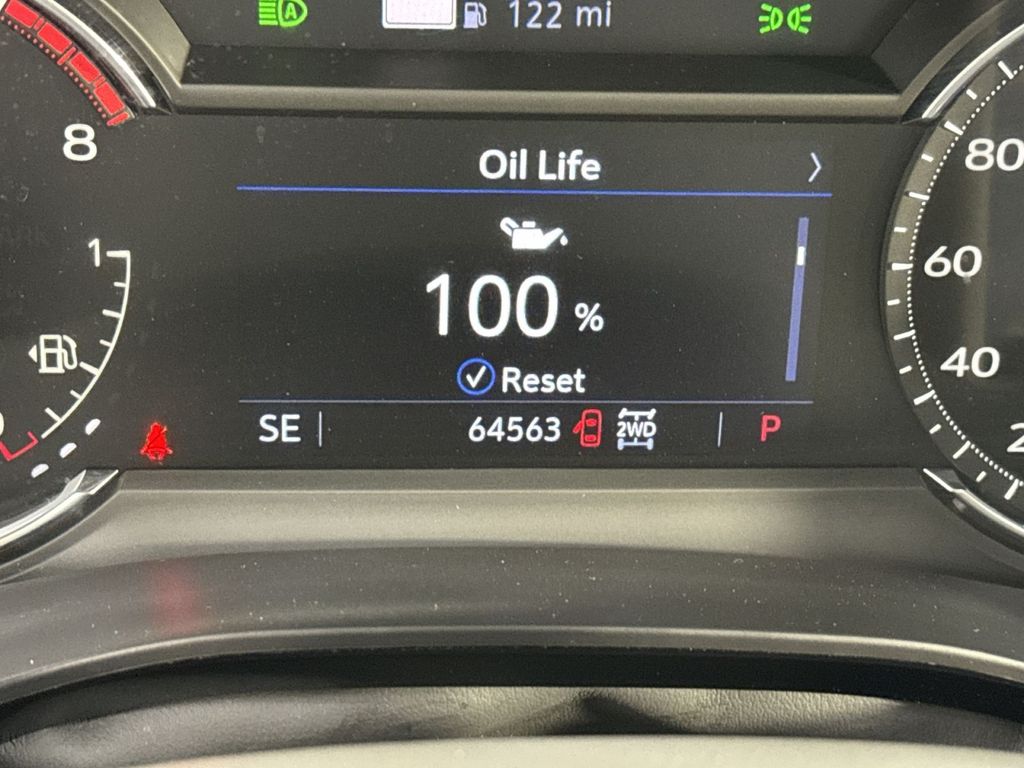 A
122 mi
8
Oil Life
80
1
100 %
60
Reset
40
SE
64563
2WD
P